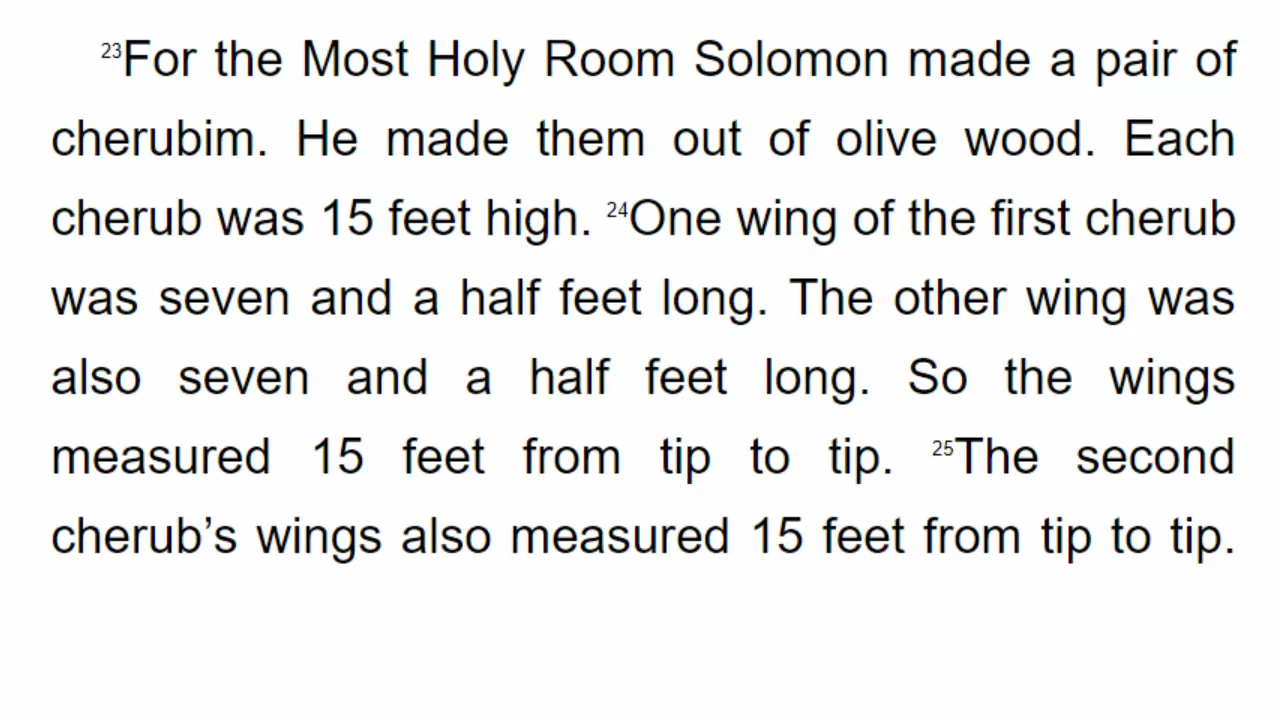 23For the Most Holy Room Solomon made a pair of
cherubim. He made them out of olive wood. Each
cherub was 15 feet high. 24One wing of the first cherub
was seven and a half feet long. The other wing was
also seven and a half feet long. So the wings
measured 15 feet from tip to tip. 25The second
cherub’s wings also measured 15 feet from tip to tip.